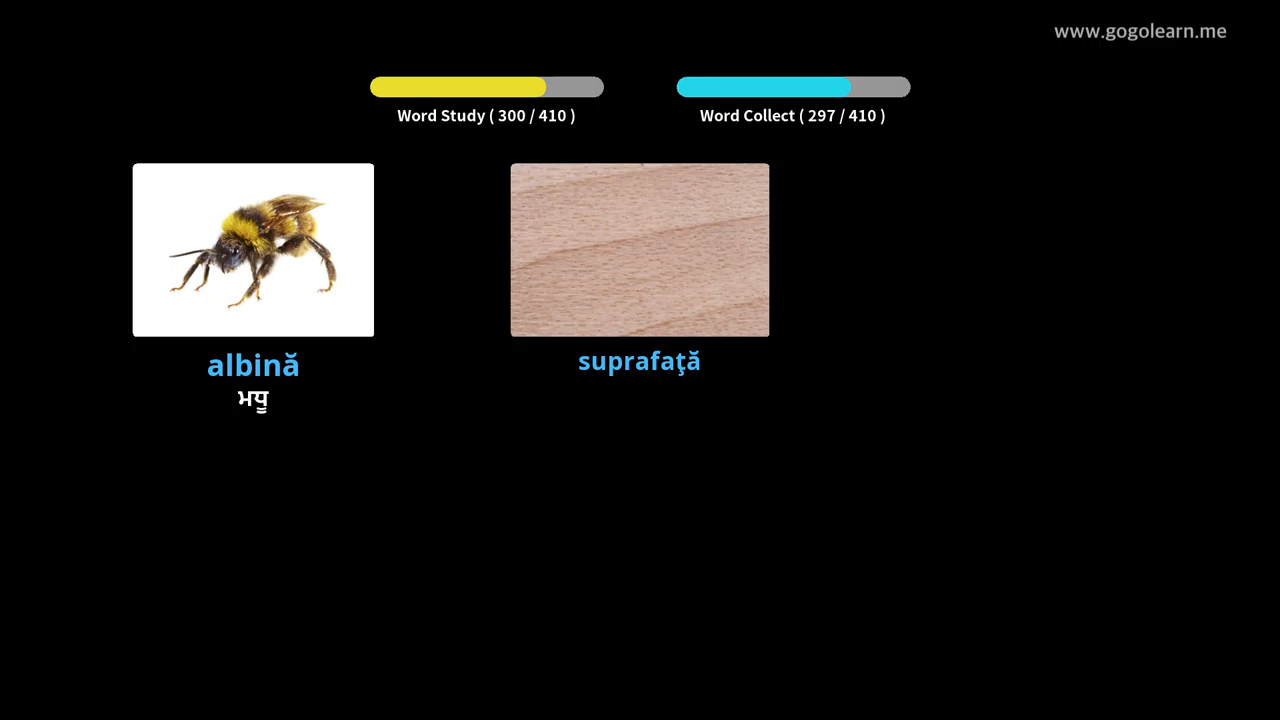 www.gogolearn.me
Word Study ( 300 / 410 )
Word Collect ( 297 / 410 )
albină
ਮਧੂ
suprafaţă